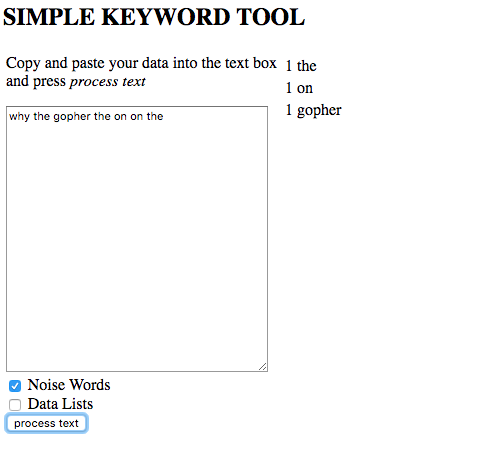 SIMPLE KEYWORD TOOL
Copy and paste your data into the text box
and press process text
why the gopher the on on the
Noise Words
Data Lists
process text
1 the
1 on
1 gopher